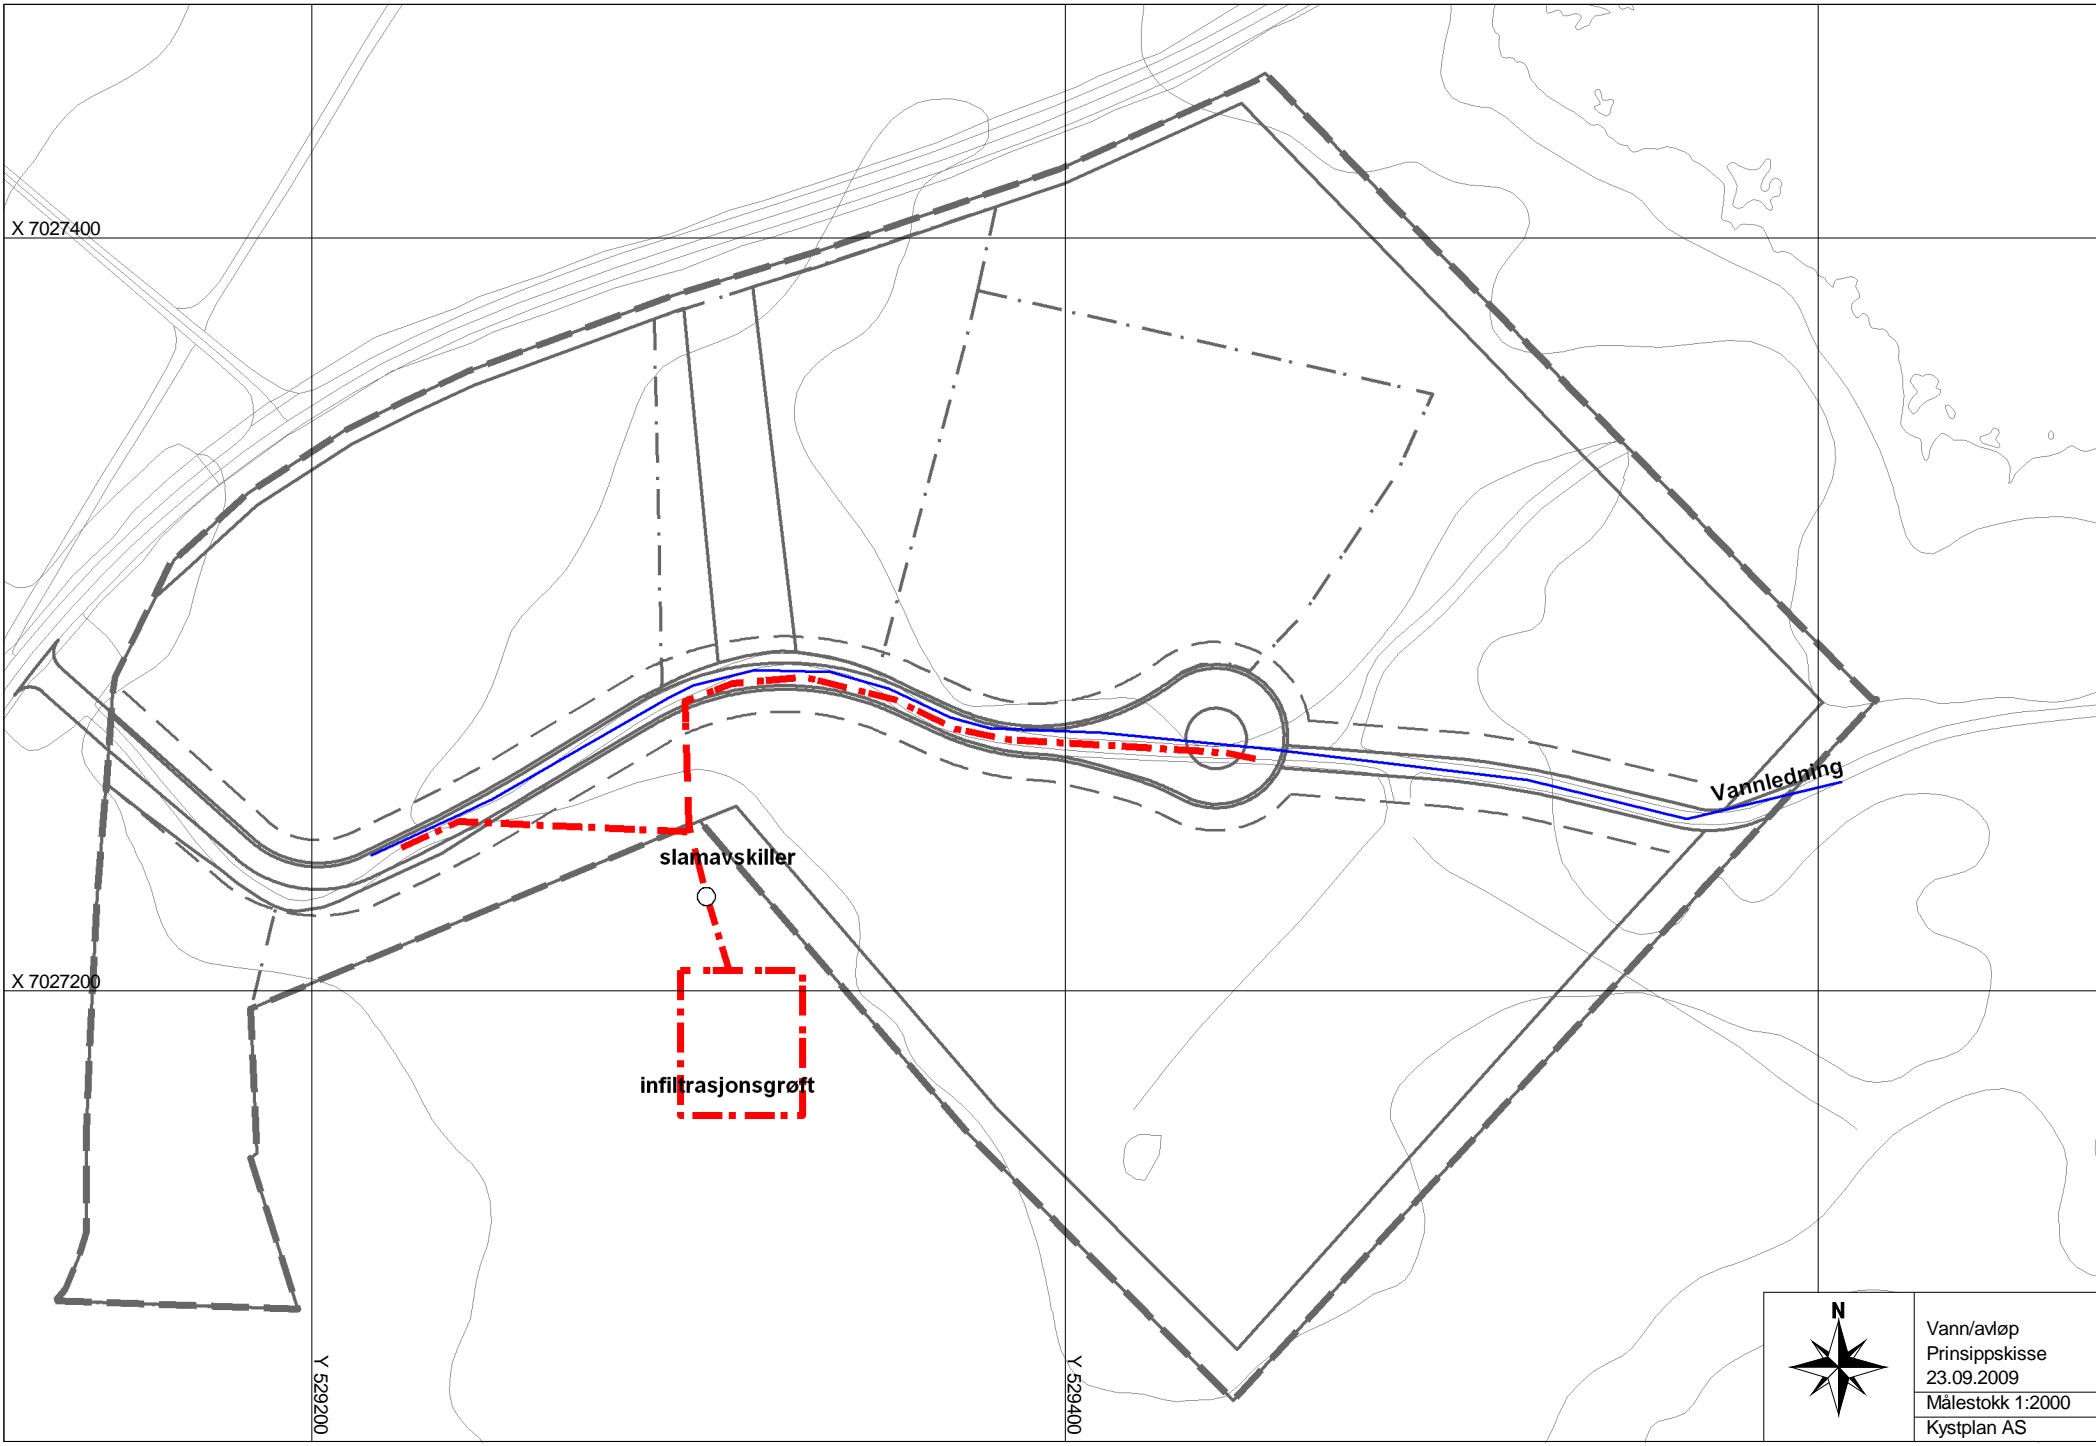 X 7027400
Vannledning
slamavskiller
X 7027200
infiltrasjonsgrøft
Y 529200
Y 529400
N
Vann/avløp
Prinsippskisse
23.09.2009
Målestokk 1:2000
Kystplan AS